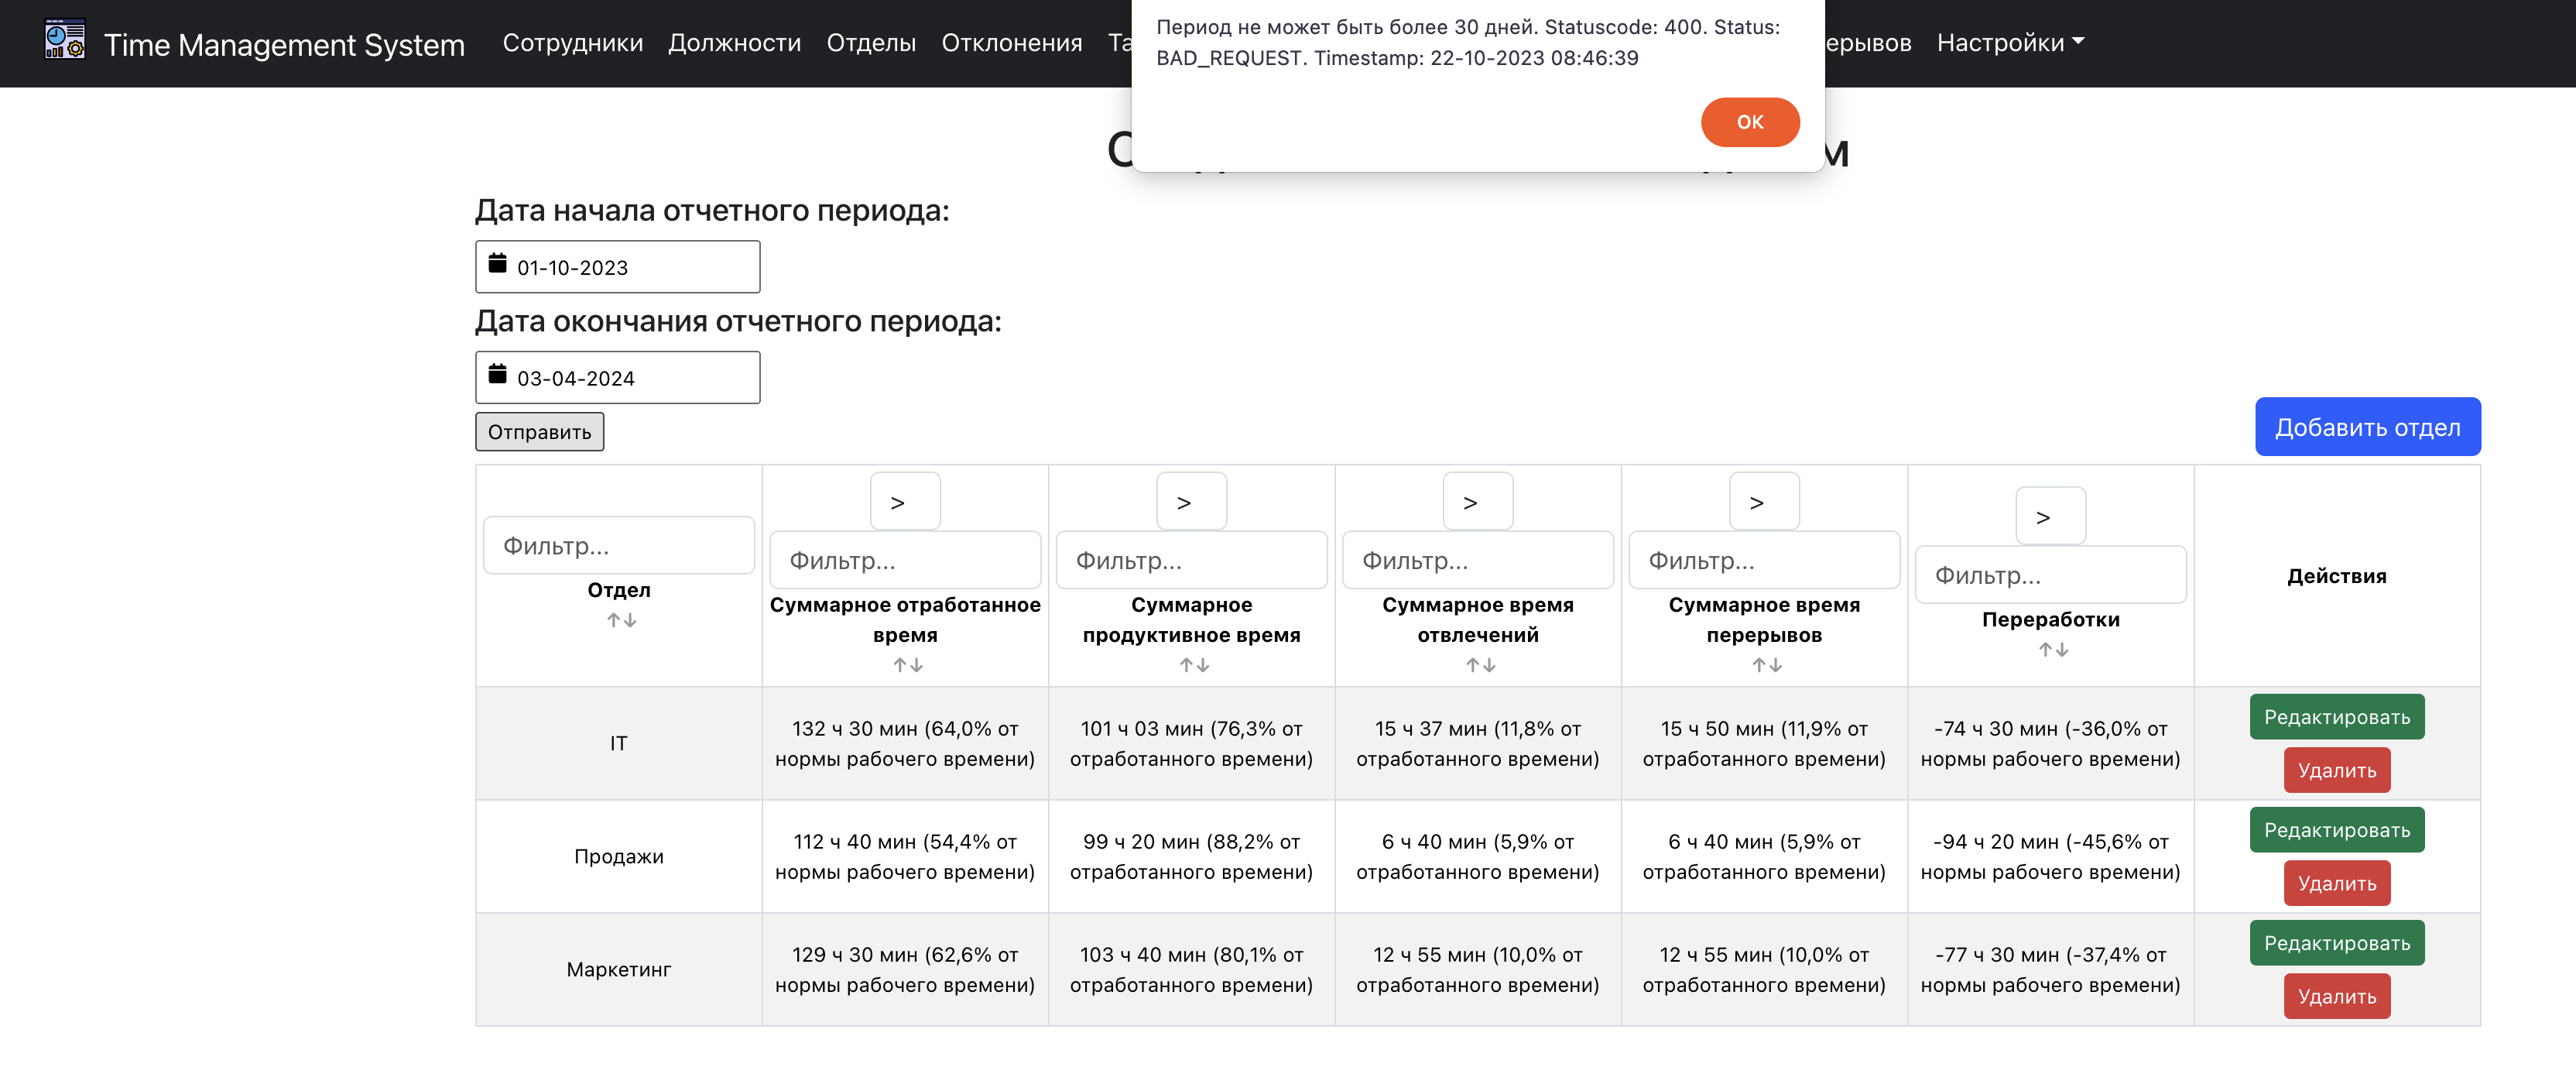 Time Management System
Сотрудники
Должности
Отделы
Отклонения
Настройки
Период не может быть более 30 дней. Statuscode: 400. Status:
BAD_REQUEST. Timestamp: 22-10-2023 08:46:39
ОК
Дата начала отчетного периода:
01-10-2023
Дата окончания отчетного периода:
03-04-2024
Отправить
Добавить отдел
> > > >
>
Фильтр...
Фильтр... Фильтр... Фильтр... Фильтр...
Фильтр...
Действия
Отдел
Суммарное отработанное
время
Суммарное
продуктивное время
Суммарное время
отвлечений
Суммарное время
перерывов
Переработки
IT
132 ч 30 мин (64,0% от
нормы рабочего времени)
101 ч 03 мин (76,3% от
отработанного времени)
15 ч 37 мин (11,8% от
отработанного времени)
15 ч 50 мин (11,9% от
отработанного времени)
-74 ч 30 мин (-36,0% от
нормы рабочего времени)
Редактировать
Удалить
Продажи
112 ч 40 мин (54,4% от
нормы рабочего времени)
99 ч 20 мин (88,2% от
отработанного времени)
6 ч 40 мин (5,9% от
отработанного времени)
6 ч 40 мин (5,9% от
отработанного времени)
-94 ч 20 мин (-45,6% от
нормы рабочего времени)
Редактировать
Удалить
Маркетинг
129 ч 30 мин (62,6% от
нормы рабочего времени)
103 ч 40 мин (80,1% от
отработанного времени)
12 ч 55 мин (10,0% от
отработанного времени)
12 ч 55 мин (10,0% от
отработанного времени)
-77 ч 30 мин (-37,4% от
нормы рабочего времени)
Редактировать
Удалить